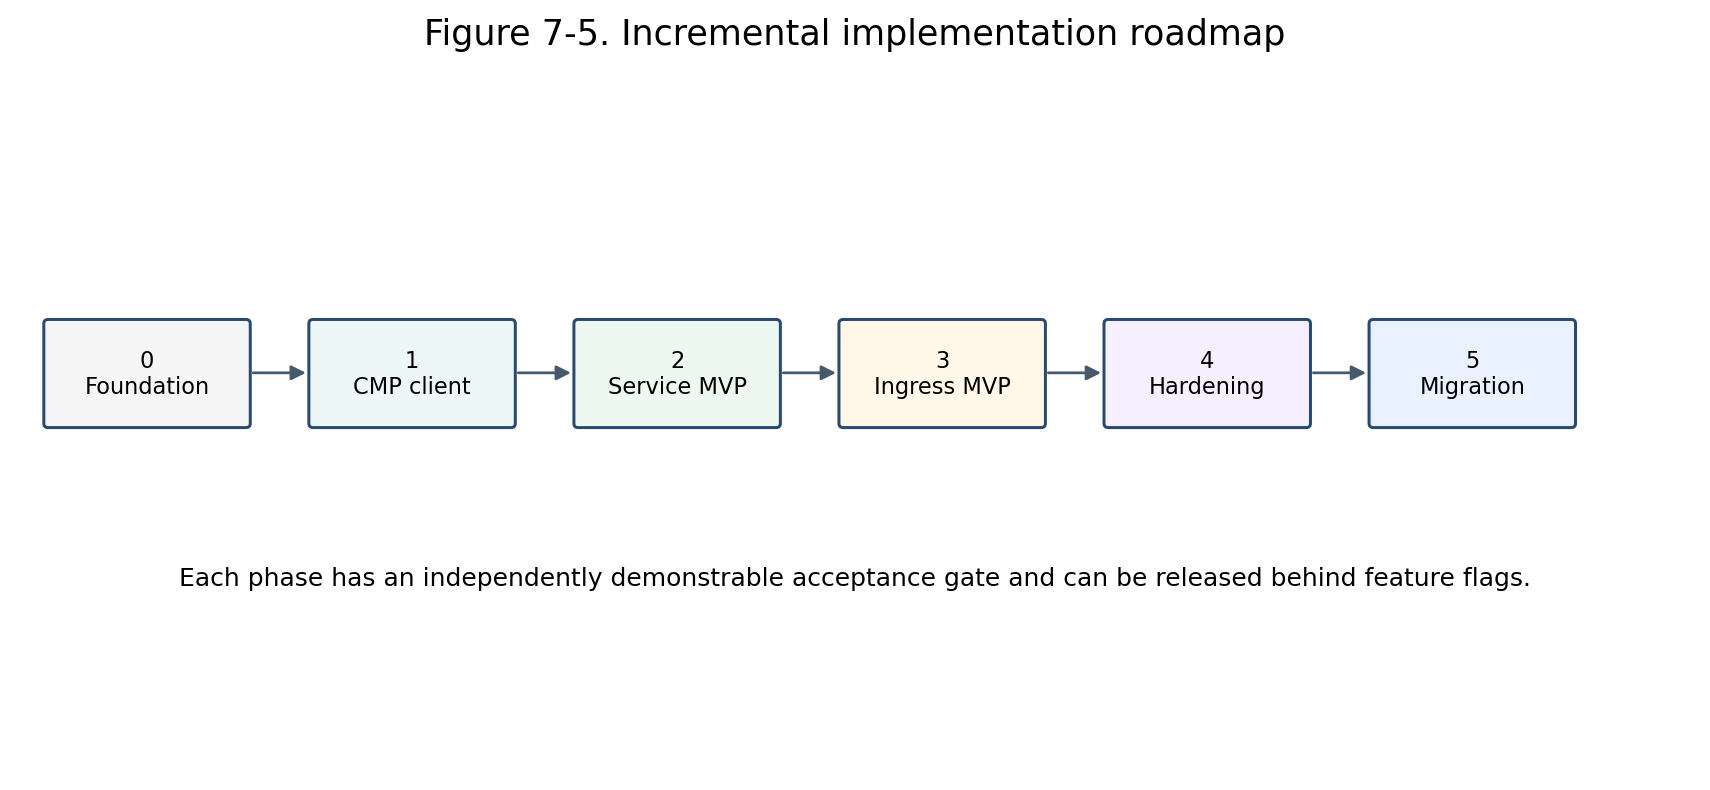 Figure 7-5. Incremental implementation roadmap
0
Foundation
1
CMP client
2
Service MVP
3
Ingress MVP
4
Hardening
5
Migration
Each phase has an independently demonstrable acceptance gate and can be released behind feature flags.